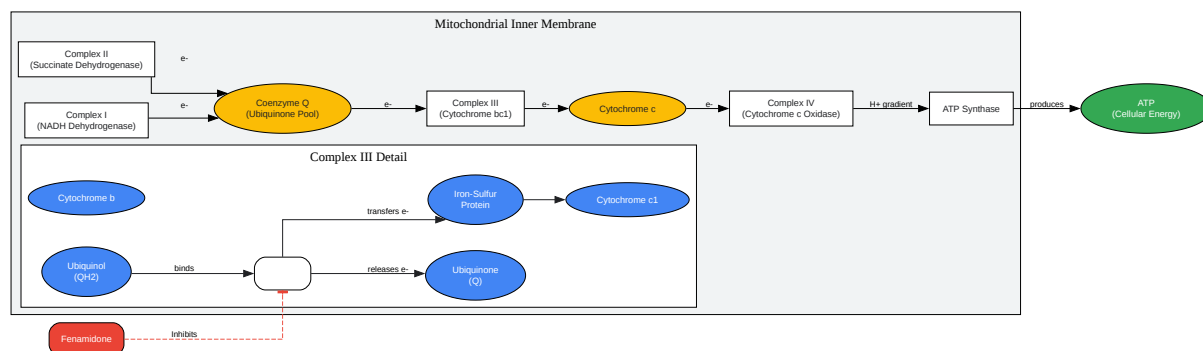 Mitochondrial Inner Membrane
Complex II
(Succinate Dehydrogenase)
e-
Complex I
(NADH Dehydrogenase)
e-
Coenzyme Q
(Ubiquinone Pool)
e-
Complex III
(Cytochrome bc1)
e-
Cytochrome c
e-
Complex IV
(Cytochrome c Oxidase)
H+ gradient
ATP Synthase
produces
ATP
(Cellular Energy)
Complex III Detail
Cytochrome b
Iron-Sulfur
Protein
Cytochrome c1
transfers e-
Ubiquinol
(QH2)
binds
releases e-
Ubiquinone
(Q)
Fenamidone
Inhibits